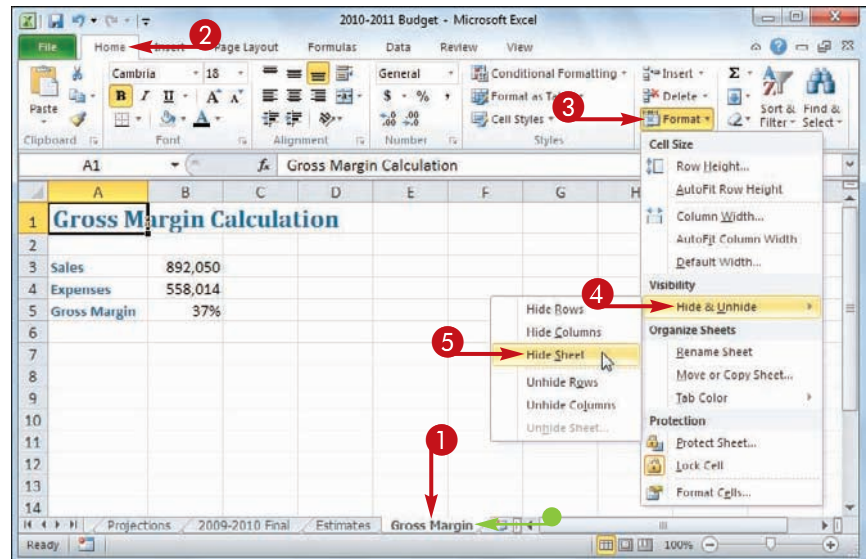 2010-2011 Budget - Microsoft Excel
File Home Insert Page Layout Formulas Data Review View
2
Paste
Cambria 18
B I U A A
General
$ % ,
.0 .00 .00 .0
Conditional Formatting
Format as
Cell Styles
Insert
Delete
Format
Σ
Sort & Filter
Find & Select
3
Clipboard Font Alignment Number Styles
A1 fx Gross Margin Calculation
A B C D E F G H
1 Gross Margin Calculation
2
3 Sales 892,050
4 Expenses 558,014
5 Gross Margin 37%
6
7
8
9
10
11
12
13
14
Cell Size
Row Height...
AutoFit Row Height
Column Width...
AutoFit Column Width
Default Width...
Visibility
4
Hide & Unhide
Organize Sheets
Rename Sheet
Move or Copy Sheet...
Tab Color
Protection
Protect Sheet...
Lock Cell
Format Cells...
Hide Rows
Hide Columns
5
Hide Sheet
Unhide Rows
Unhide Columns
Unhide Sheet...
1
Projections 2009-2010 Final Estimates Gross Margin
Ready 100%